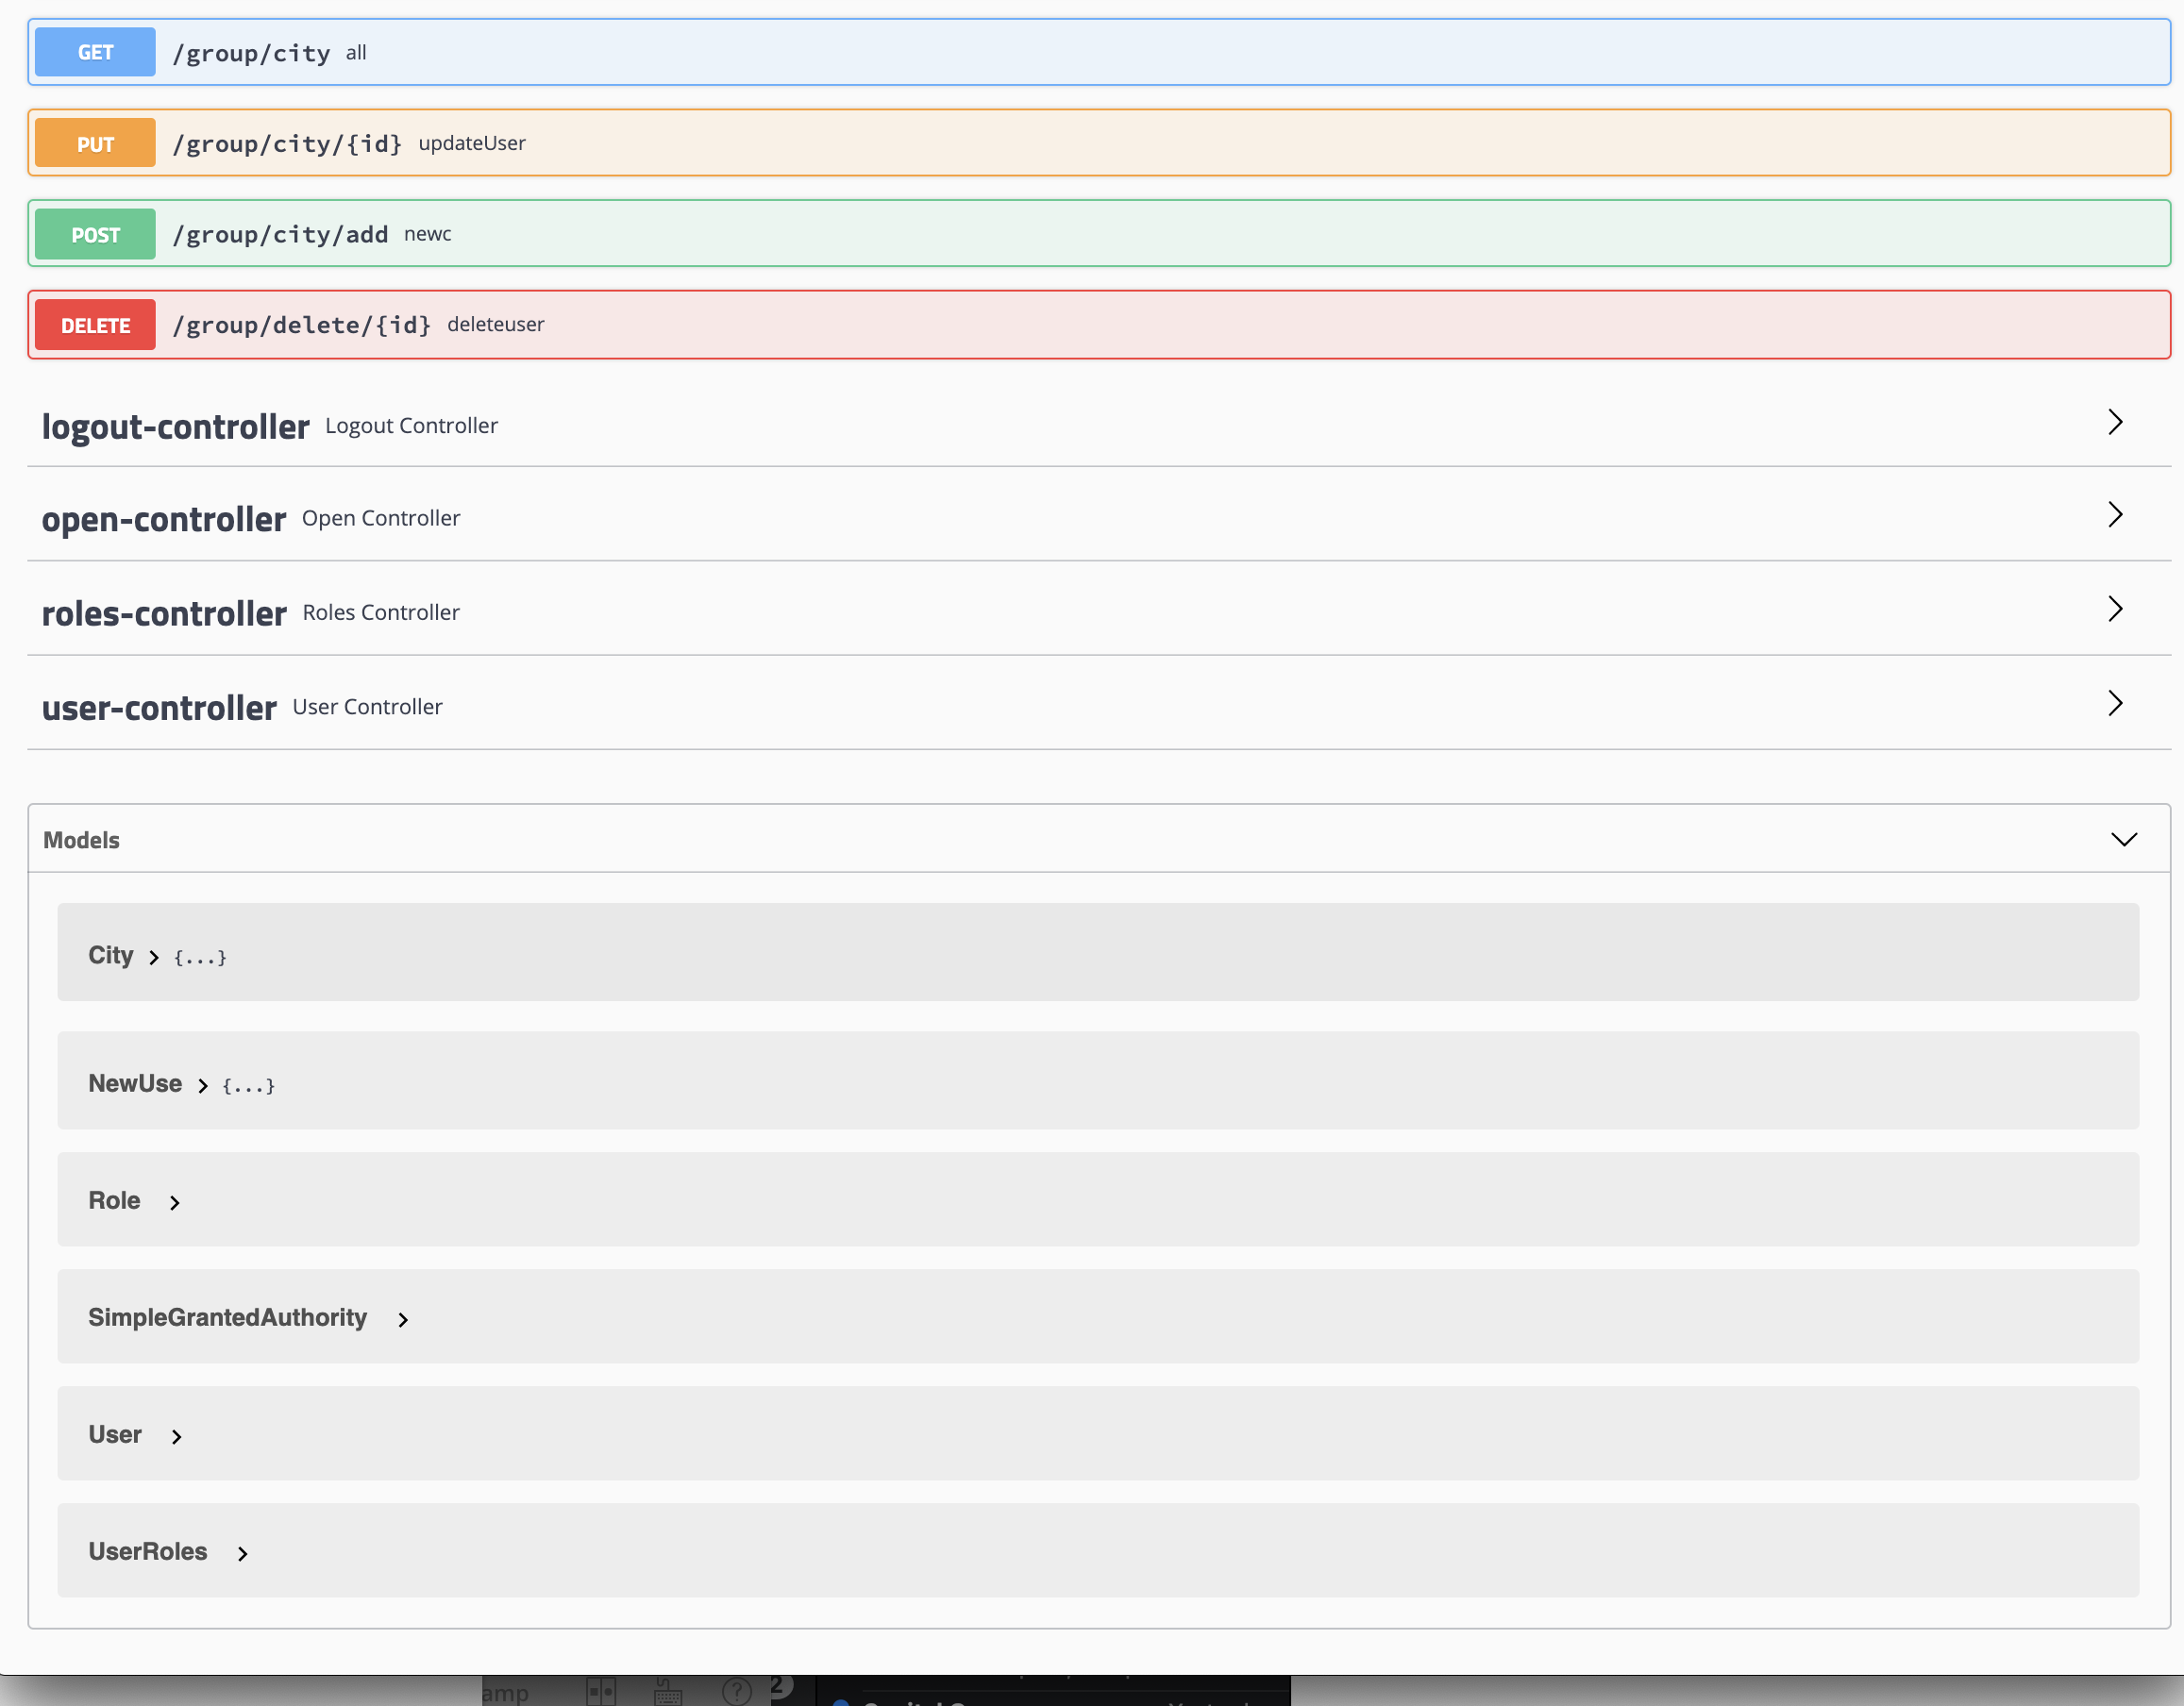 GET /group/city all
PUT /group/city/{id} updateUser
POST /group/city/add newc
DELETE /group/delete/{id} deleteuser
logout-controller Logout Controller
open-controller Open Controller
roles-controller Roles Controller
user-controller User Controller
Models
City > {...}
NewUse > {...}
Role >
SimpleGrantedAuthority >
User >
UserRoles >
amp ? 2